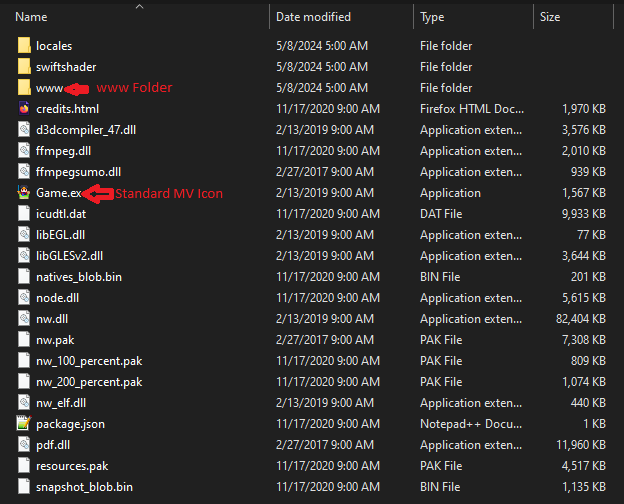 Name Date modified Type Size
locales 5/8/2024 5:00 AM File folder
swiftshader 5/8/2024 5:00 AM File folder
www www Folder 5/8/2024 5:00 AM File folder
credits.html 11/17/2020 9:00 AM Firefox HTML Doc... 1,970 KB
d3dcompiler_47.dll 2/13/2019 9:00 AM Application exten... 3,576 KB
ffmpeg.dll 11/17/2020 9:00 AM Application exten... 2,010 KB
ffmpegsumo.dll 2/27/2017 9:00 AM Application exten... 939 KB
Game.ex Standard MV Icon 2/13/2019 9:00 AM Application 1,567 KB
icudtl.dat 11/17/2020 9:00 AM DAT File 9,933 KB
libEGL.dll 2/13/2019 9:00 AM Application exten... 77 KB
libGLESv2.dll 2/13/2019 9:00 AM Application exten... 3,644 KB
natives_blob.bin 11/17/2020 9:00 AM BIN File 201 KB
node.dll 11/17/2020 9:00 AM Application exten... 5,615 KB
nw.dll 2/13/2019 9:00 AM Application exten... 82,404 KB
nw.pak 2/27/2017 9:00 AM PAK File 7,308 KB
nw_100_percent.pak 11/17/2020 9:00 AM PAK File 809 KB
nw_200_percent.pak 11/17/2020 9:00 AM PAK File 1,074 KB
nw_elf.dll 2/13/2019 9:00 AM Application exten... 440 KB
package.json 11/17/2020 9:00 AM Notepad++ Docu... 1 KB
pdf.dll 2/27/2017 9:00 AM Application exten... 11,960 KB
resources.pak 11/17/2020 9:00 AM PAK File 4,517 KB
snapshot_blob.bin 11/17/2020 9:00 AM BIN File 1,135 KB